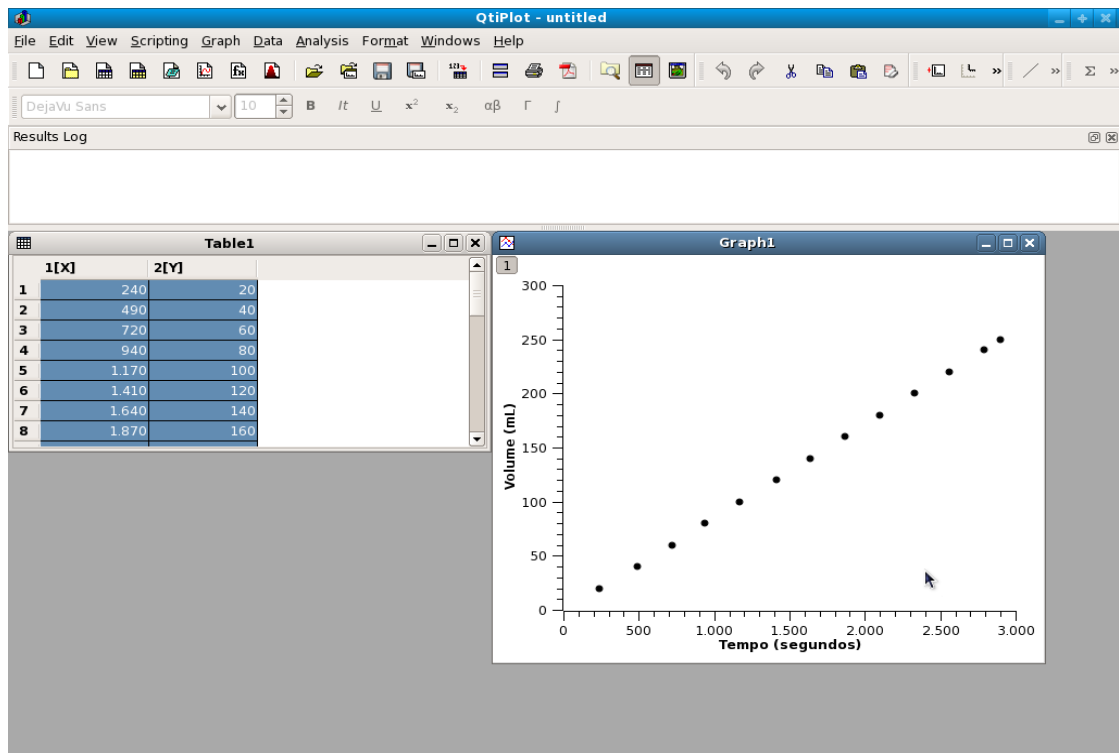 QtiPlot - untitled
File Edit View Scripting Graph Data Analysis Format Windows Help
DejaVu Sans 10 B It U x² x₂ αβ Γ ∫
Results Log
Table1
1[X] 2[Y]
1 240 20
2 490 40
3 720 60
4 940 80
5 1.170 100
6 1.410 120
7 1.640 140
8 1.870 160
Graph1
1
300
250
200
150
100
50
0
Volume (mL)
0 500 1.000 1.500 2.000 2.500 3.000
Tempo (segundos)